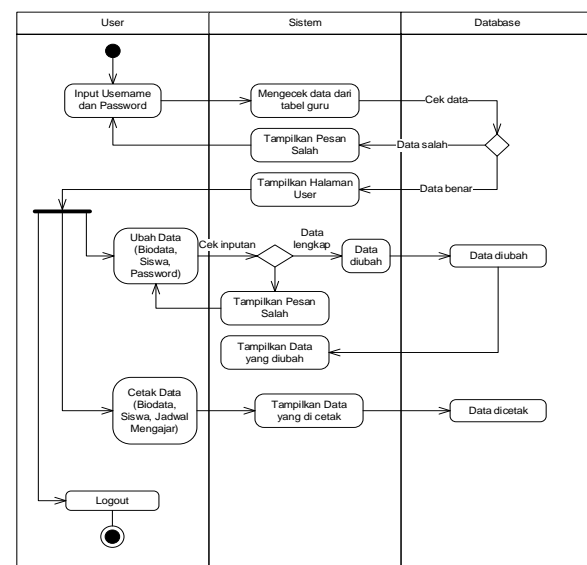 User
Sistem
Database
Input Username
dan Password
Mengecek data dari
tabel guru
Cek data
Tampilkan Pesan
Salah
Data salah
Tampilkan Halaman
User
Data benar
Ubah Data
(Biodata,
Siswa,
Password)
Cek inputan
Data
lengkap
Data
diubah
Data diubah
Tampilkan Pesan
Salah
Tampilkan Data
yang diubah
Cetak Data
(Biodata,
Siswa, Jadwal
Mengajar)
Tampilkan Data
yang di cetak
Data dicetak
Logout